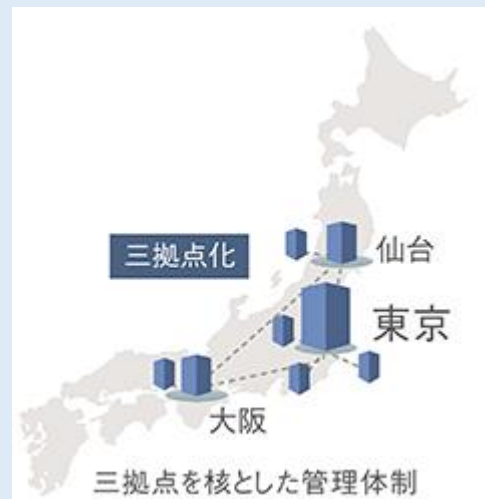 仙台
三拠点化
東京
大阪
三拠点を核とした管理体制